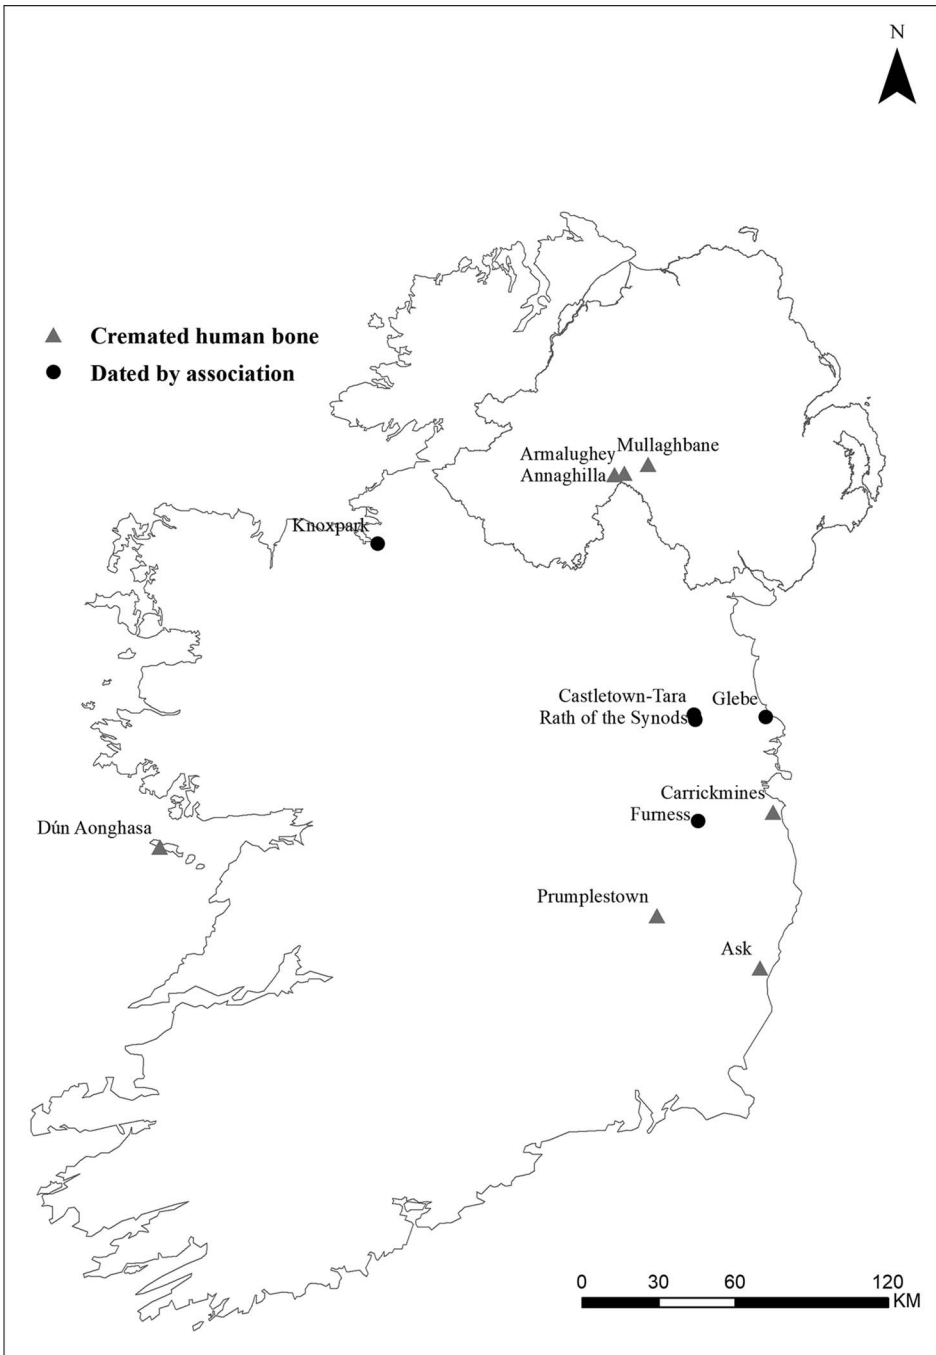 N
Cremated human bone
Dated by association
Mullaghbane
Armalughey
Annaghilla
Knoxpark
Castletown-Tara
Glebe
Rath of the Synods
Carrickmines
Furness
Dún Aonghasa
Prumplestown
Ask
0 30 60 120
KM